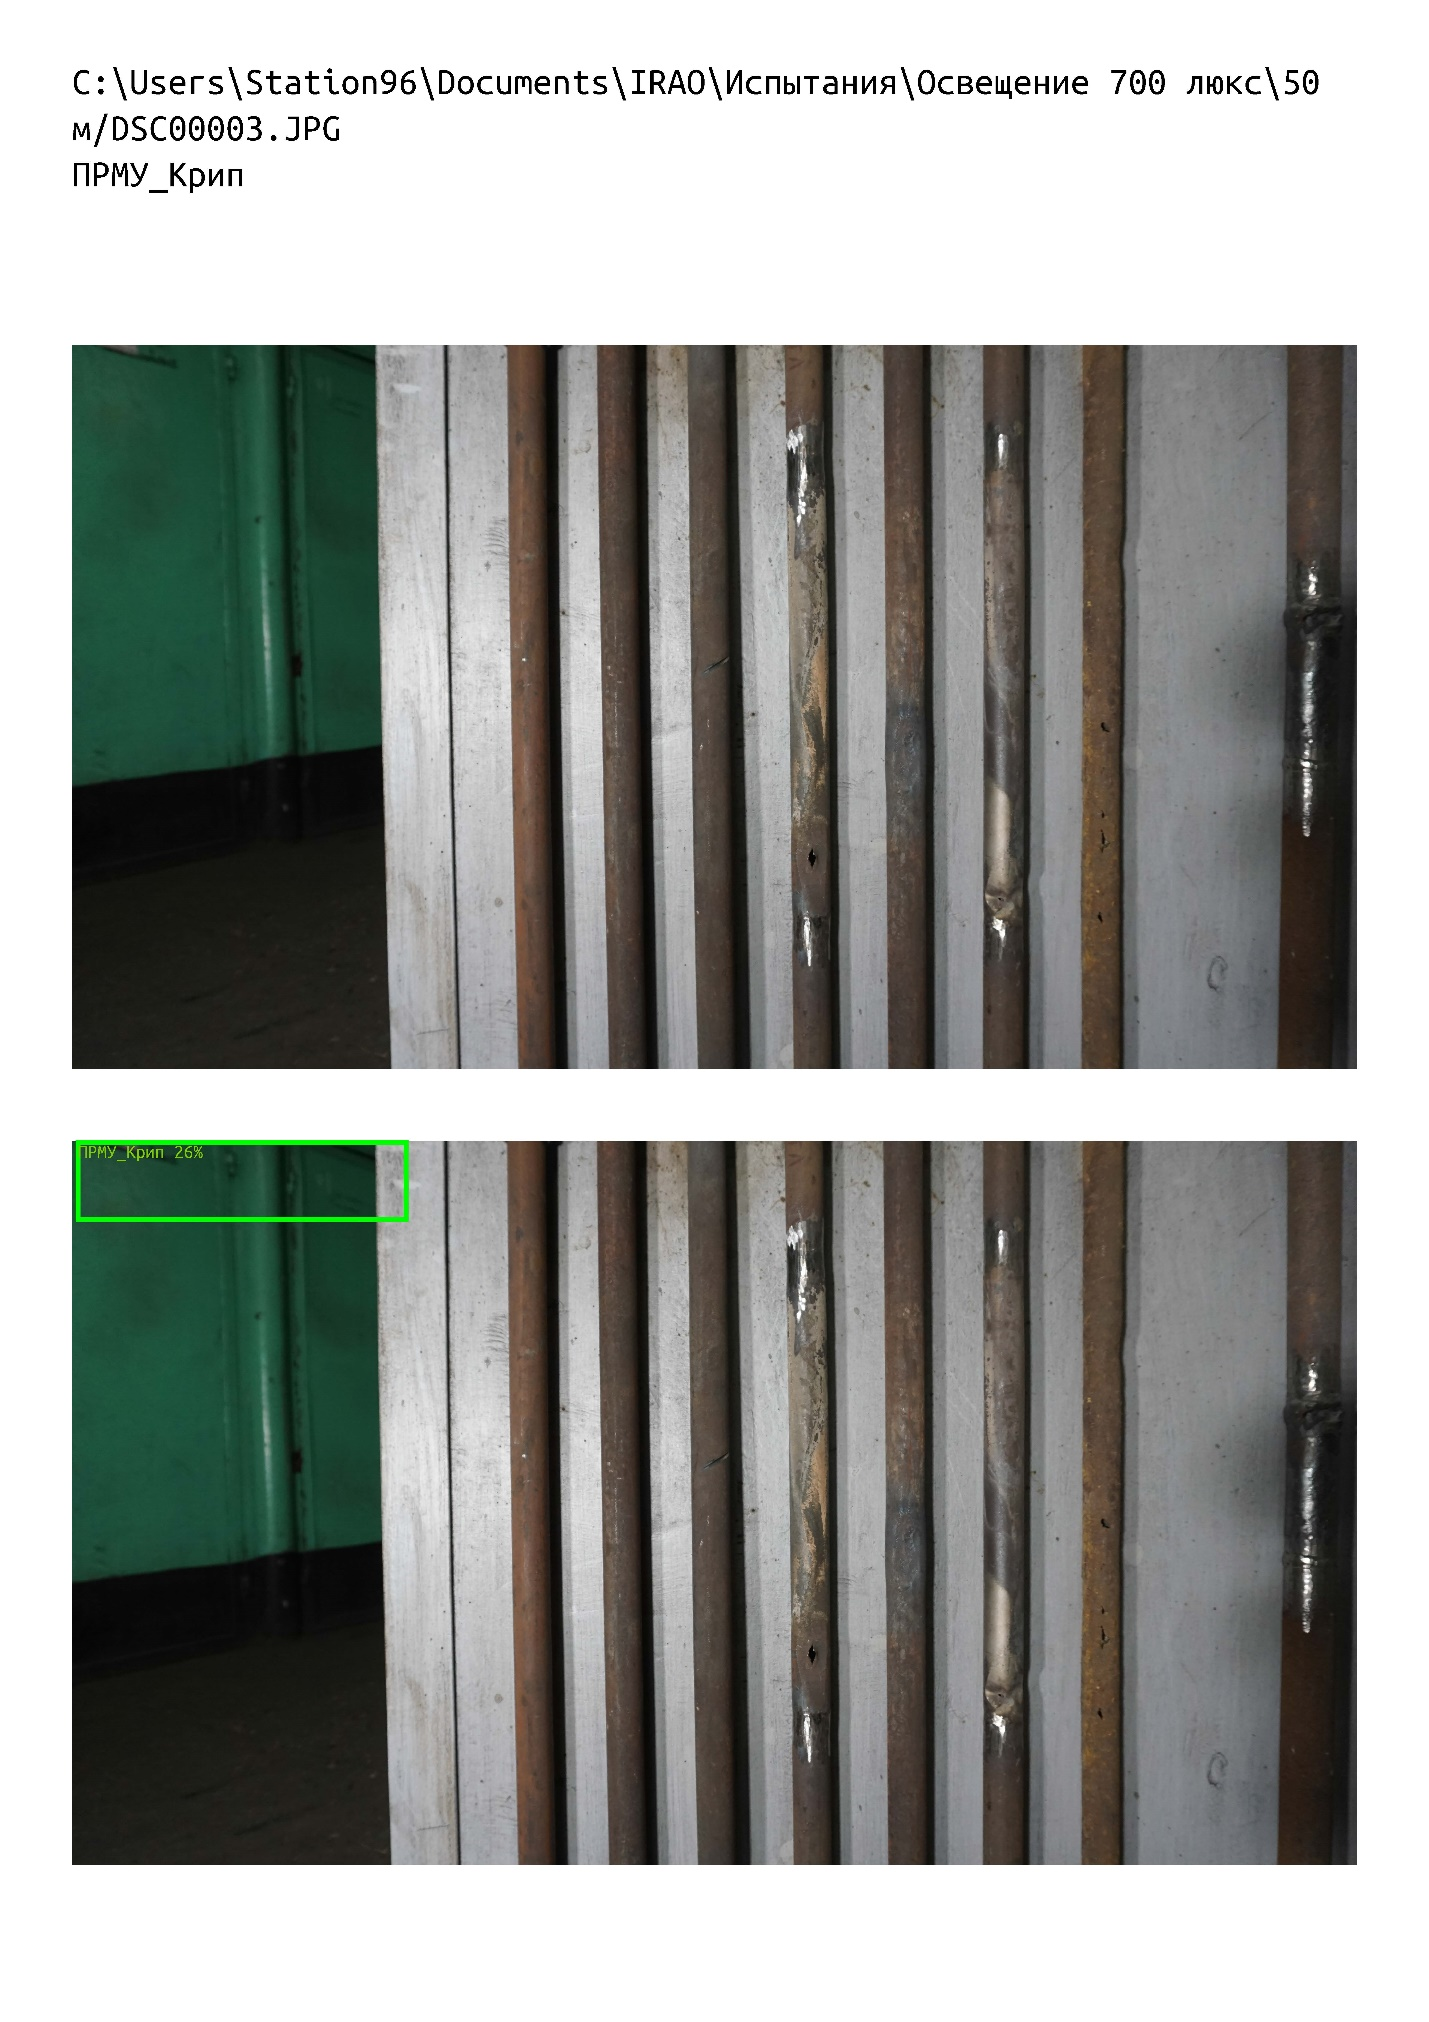 C:\Users\Station96\Documents\IRAO\Испытания\Освещение 700 люкс\50
м/DSC00003.JPG
ПРМУ_Крип
ПРМУ_Крип 26%